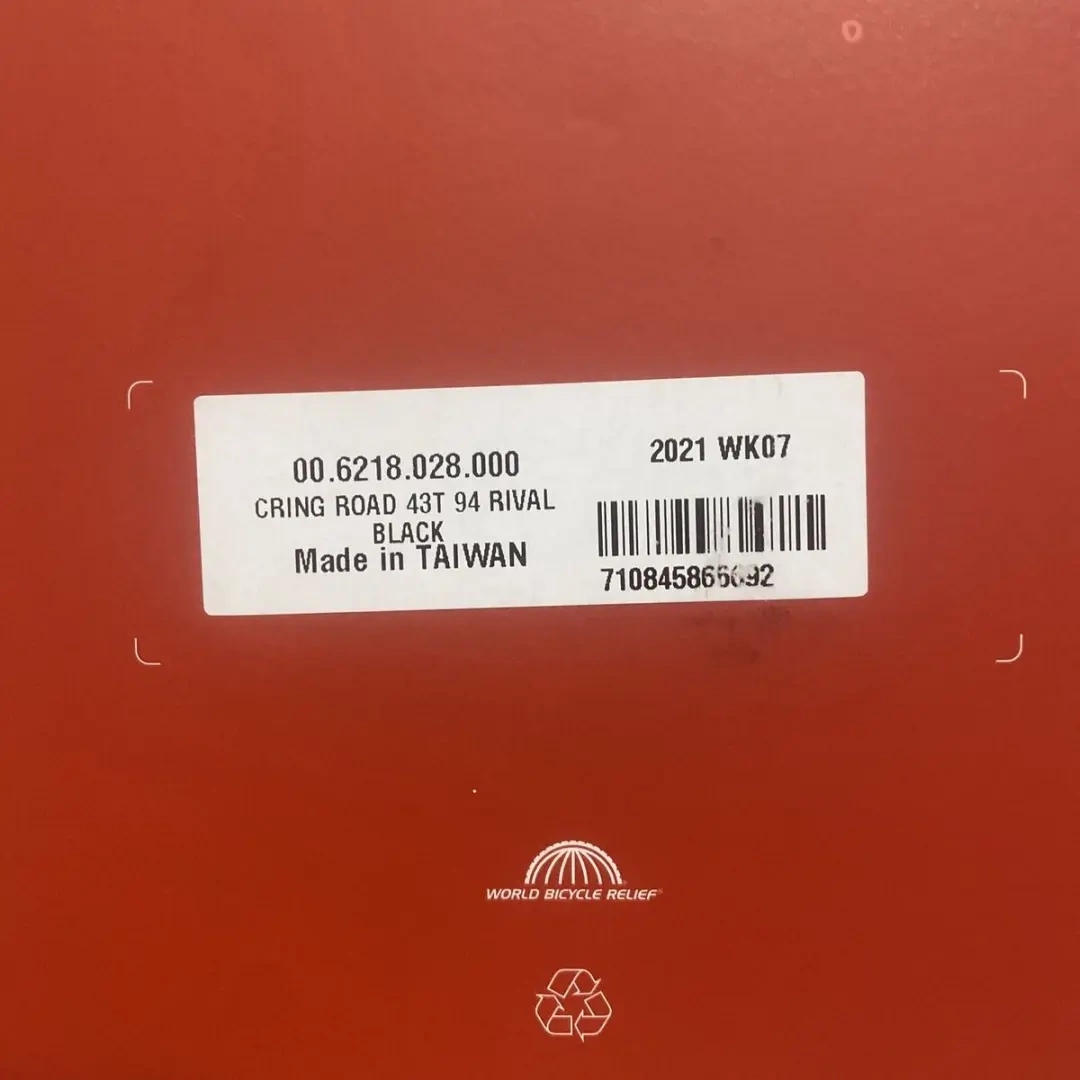 00.6218.028.000
CRING ROAD 43T 94 RIVAL
BLACK
Made in TAIWAN
2021 WK07
WORLD BICYCLE RELIEF